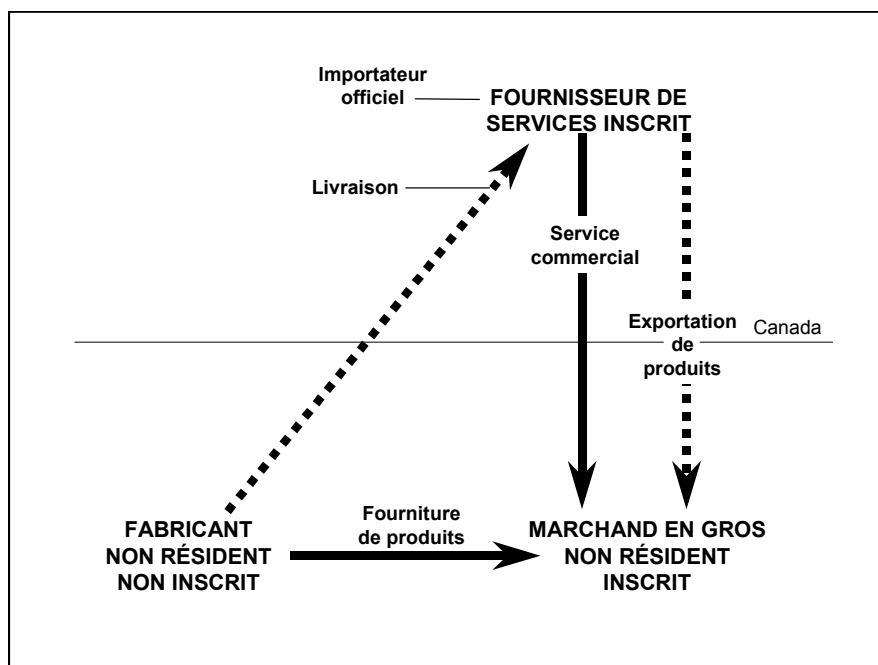 Importateur
officiel
FOURNISSEUR DE
SERVICES INSCRIT
Livraison
Service
commercial
Exportation
de
produits
Canada
Fourniture
de produits
FABRICANT
NON RÉSIDENT
NON INSCRIT
MARCHAND EN GROS
NON RÉSIDENT
INSCRIT